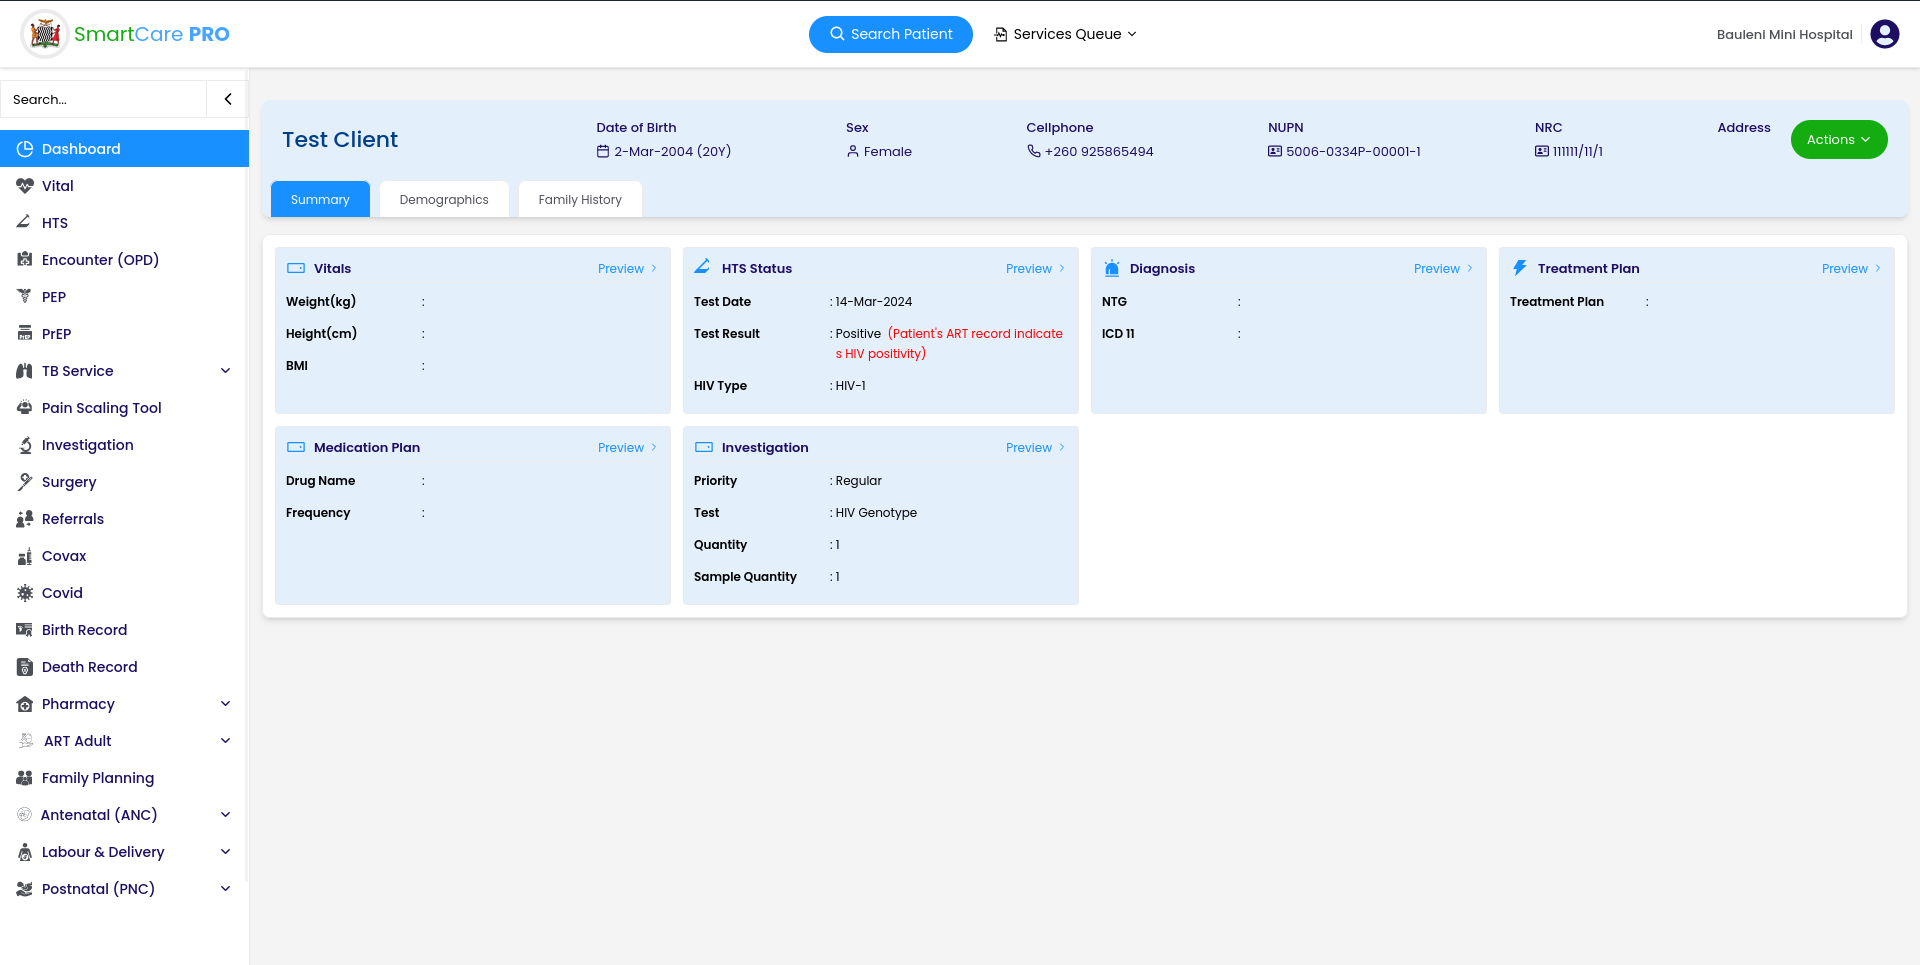 SmartCare PRO
Search Patient
Services Queue
Bauleni Mini Hospital
Search...
Dashboard
Vital
HTS
Encounter (OPD)
PEP
PrEP
TB Service
Pain Scaling Tool
Investigation
Surgery
Referrals
Covax
Covid
Birth Record
Death Record
Pharmacy
ART Adult
Family Planning
Antenatal (ANC)
Labour & Delivery
Postnatal (PNC)
Test Client
Date of Birth
2-Mar-2004 (20Y)
Sex
Female
Cellphone
+260 925865494
NUPN
5006-0334P-00001-1
NRC
111111/11/1
Address
Actions
Summary
Demographics
Family History
Vitals Preview
Weight(kg) :
Height(cm) :
BMI :
HTS Status Preview
Test Date : 14-Mar-2024
Test Result : Positive (Patient's ART record indicate
s HIV positivity)
HIV Type : HIV-1
Diagnosis Preview
NTG :
ICD 11 :
Treatment Plan Preview
Treatment Plan :
Medication Plan Preview
Drug Name :
Frequency :
Investigation Preview
Priority : Regular
Test : HIV Genotype
Quantity : 1
Sample Quantity : 1